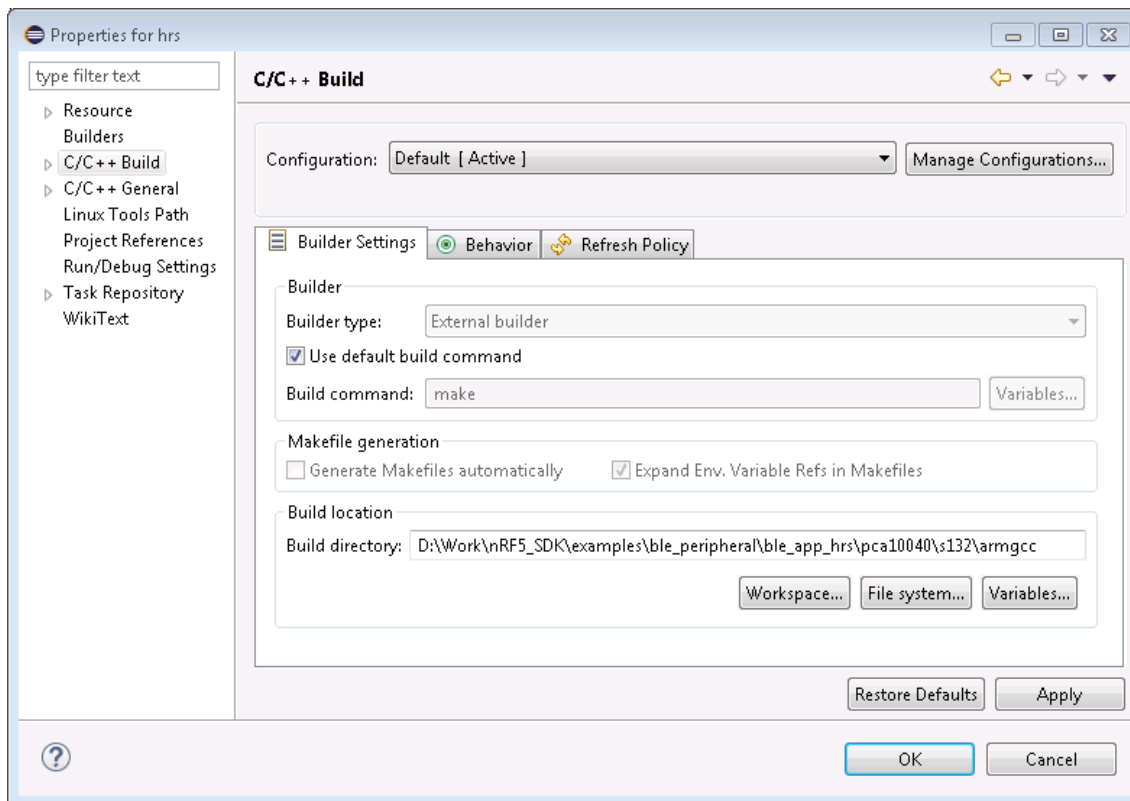 Properties for hrs
type filter text
Resource
Builders
C/C++ Build
C/C++ General
Linux Tools Path
Project References
Run/Debug Settings
Task Repository
WikiText
C/C++ Build
Configuration: Default [ Active ] Manage Configurations...
Builder Settings Behavior Refresh Policy
Builder
Builder type: External builder
Use default build command
Build command: make Variables...
Makefile generation
Generate Makefiles automatically Expand Env. Variable Refs in Makefiles
Build location
Build directory: D:\Work\nRF5_SDK\examples\ble_peripheral\ble_app_hrs\pca10040\s132\armgcc
Workspace... File system... Variables...
Restore Defaults Apply
? OK Cancel